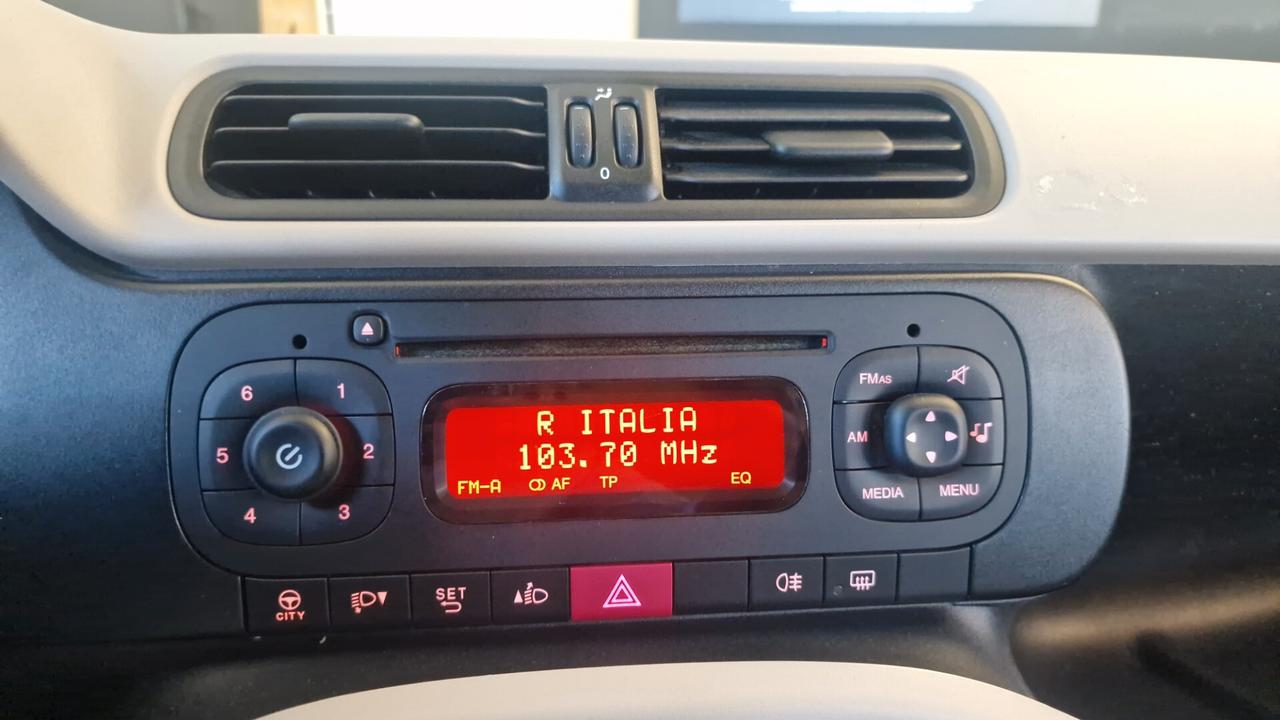 0
6 1
5 2
4 3
R ITALIA
103.70 MHz
FM-A AF TP EQ
FMAS
AM
MEDIA MENU
CITY
SET